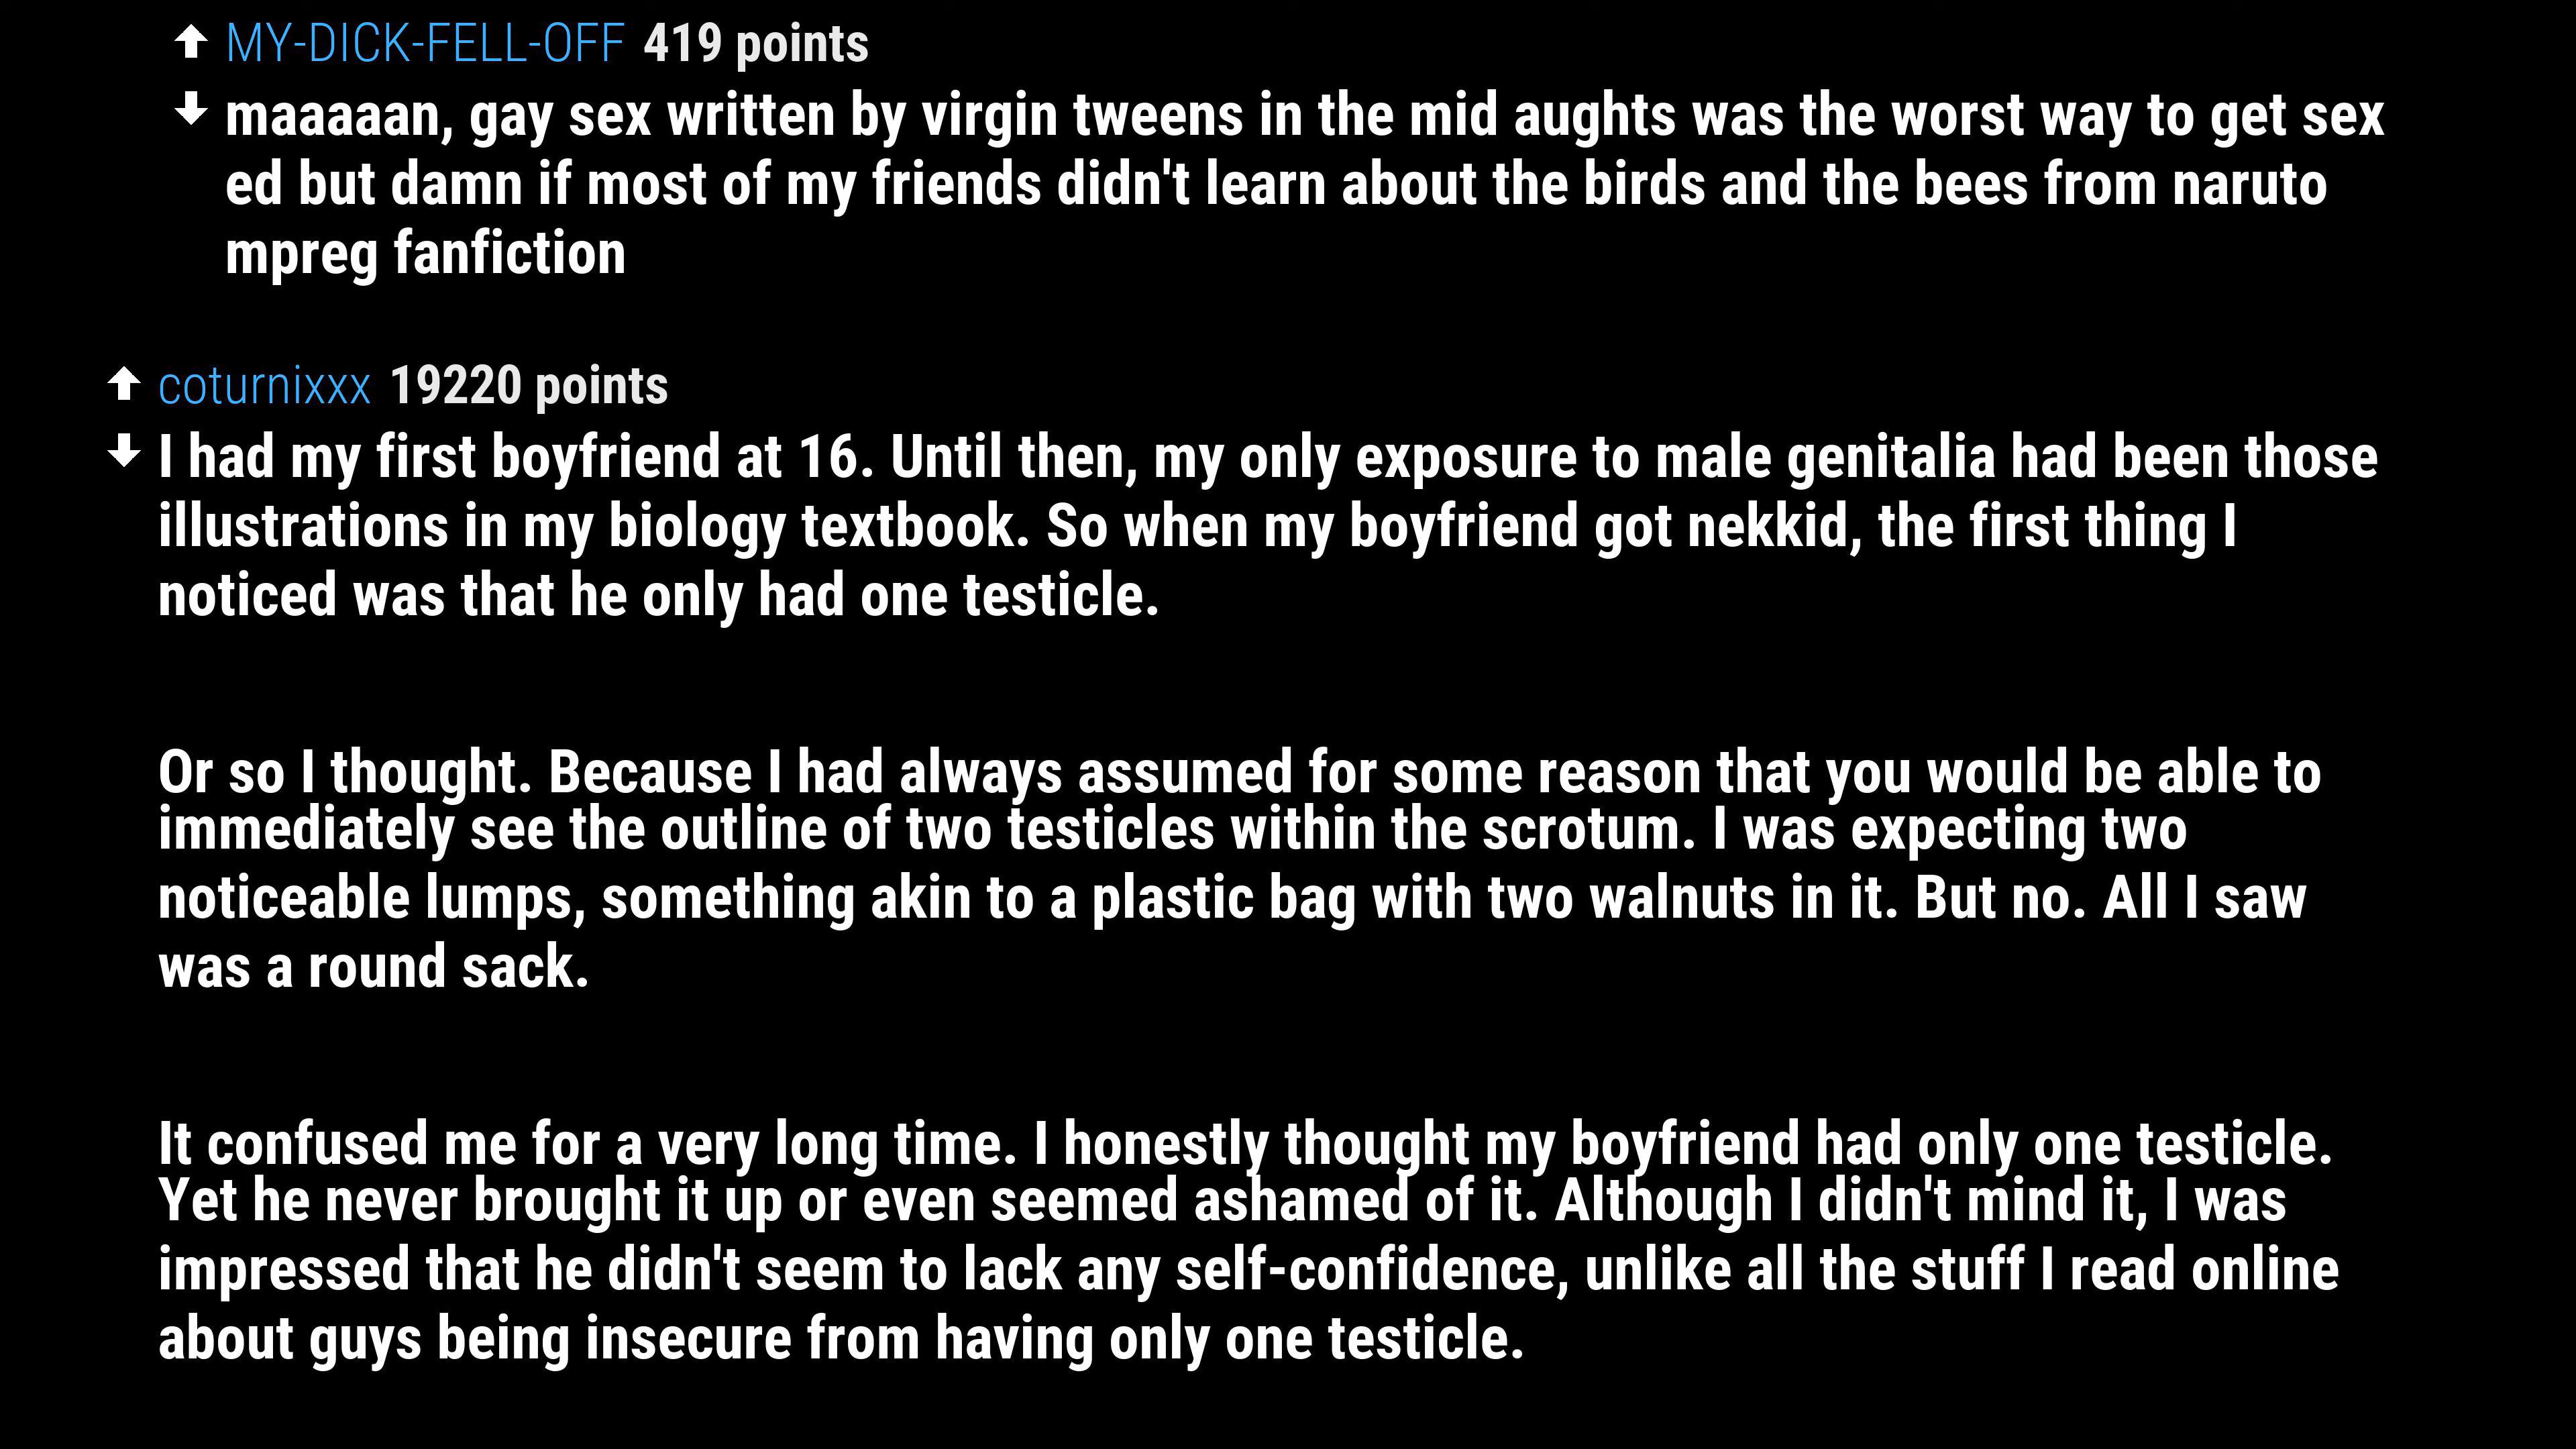 MY-DICK-FELL-OFF 419 points
maaaaan, gay sex written by virgin tweens in the mid aughts was the worst way to get sex
ed but damn if most of my friends didn't learn about the birds and the bees from naruto
mpreg fanfiction
coturnixxx 19220 points
I had my first boyfriend at 16. Until then, my only exposure to male genitalia had been those
illustrations in my biology textbook. So when my boyfriend got nekkid, the first thing I
noticed was that he only had one testicle.
Or so I thought. Because I had always assumed for some reason that you would be able to
immediately see the outline of two testicles within the scrotum. I was expecting two
noticeable lumps, something akin to a plastic bag with two walnuts in it. But no. All I saw
was a round sack.
It confused me for a very long time. I honestly thought my boyfriend had only one testicle.
Yet he never brought it up or even seemed ashamed of it. Although I didn't mind it, I was
impressed that he didn't seem to lack any self-confidence, unlike all the stuff I read online
about guys being insecure from having only one testicle.